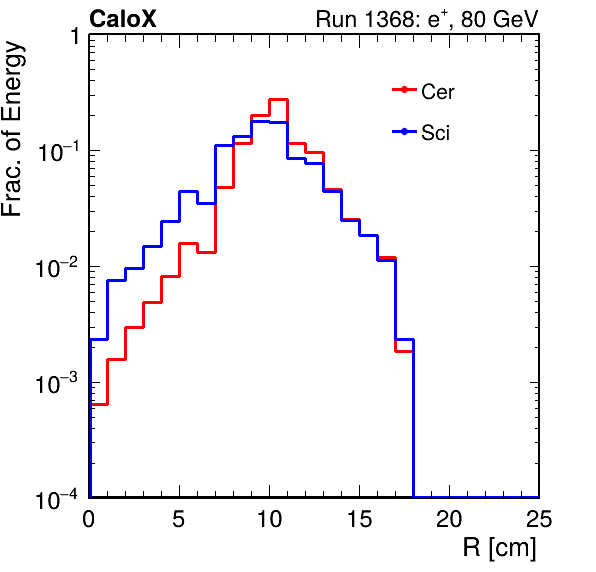 CaloX Run 1368: e⁺, 80 GeV
Frac. of Energy
1
10⁻¹
10⁻²
10⁻³
10⁻⁴
Cer
Sci
0 5 10 15 20 25
R [cm]